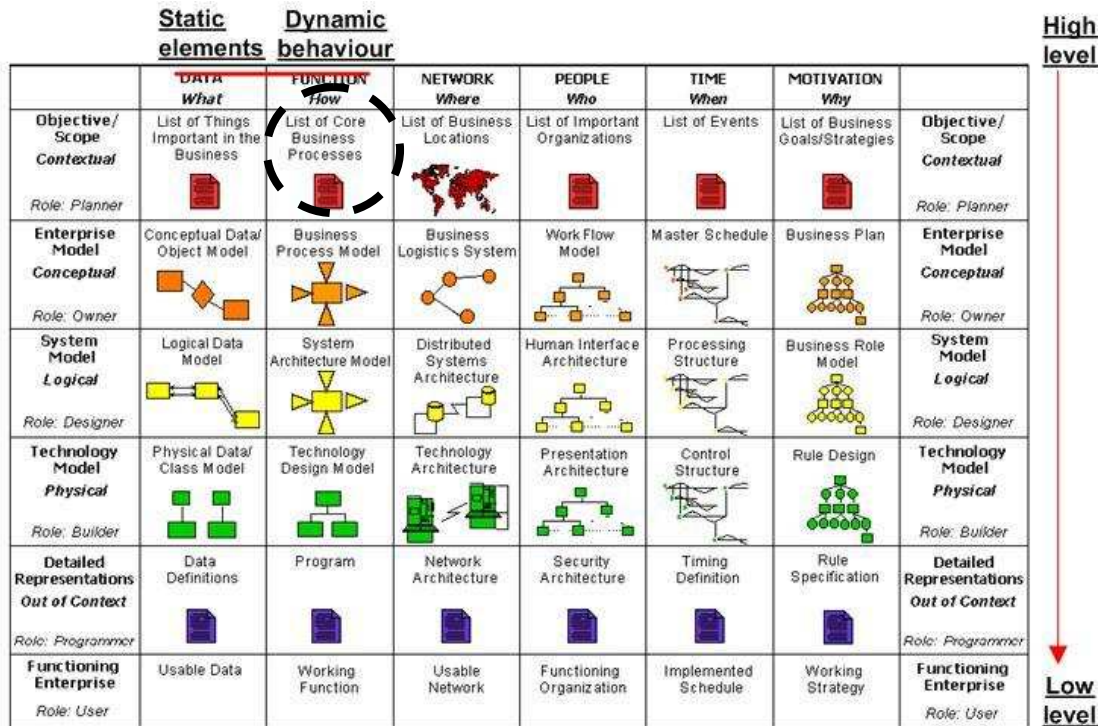 Static
elements
Dynamic
behaviour
High
level
DATA
What
FUNCTION
How
NETWORK
Where
PEOPLE
Who
TIME
When
MOTIVATION
Why
Objective/
Scope
Contextual
Role: Planner
List of Things
Important in the
Business
List of Core
Business
Processes
List of Business
Locations
List of Important
Organizations
List of Events
List of Business
Goals/Strategies
Objective/
Scope
Contextual
Role: Planner
Enterprise
Model
Conceptual
Role: Owner
Conceptual Data/
Object Model
Business
Process Model
Business
Logistics System
Work Flow
Model
Master Schedule
Business Plan
Enterprise
Model
Conceptual
Role: Owner
System
Model
Logical
Role: Designer
Logical Data
Model
System
Architecture Model
Distributed
Systems
Architecture
Human Interface
Architecture
Processing
Structure
Business Role
Model
System
Model
Logical
Role: Designer
Technology
Model
Physical
Role: Builder
Physical Data/
Class Model
Technology
Design Model
Technology
Architecture
Presentation
Architecture
Control
Structure
Rule Design
Technology
Model
Physical
Role: Builder
Detailed
Representations
Out of Context
Role: Programmer
Data
Definitions
Program
Network
Architecture
Security
Architecture
Timing
Definition
Rule
Specification
Detailed
Representations
Out of Context
Role: Programmer
Functioning
Enterprise
Role: User
Usable Data
Working
Function
Usable
Network
Functioning
Organization
Implemented
Schedule
Working
Strategy
Functioning
Enterprise
Role: User
Low
level